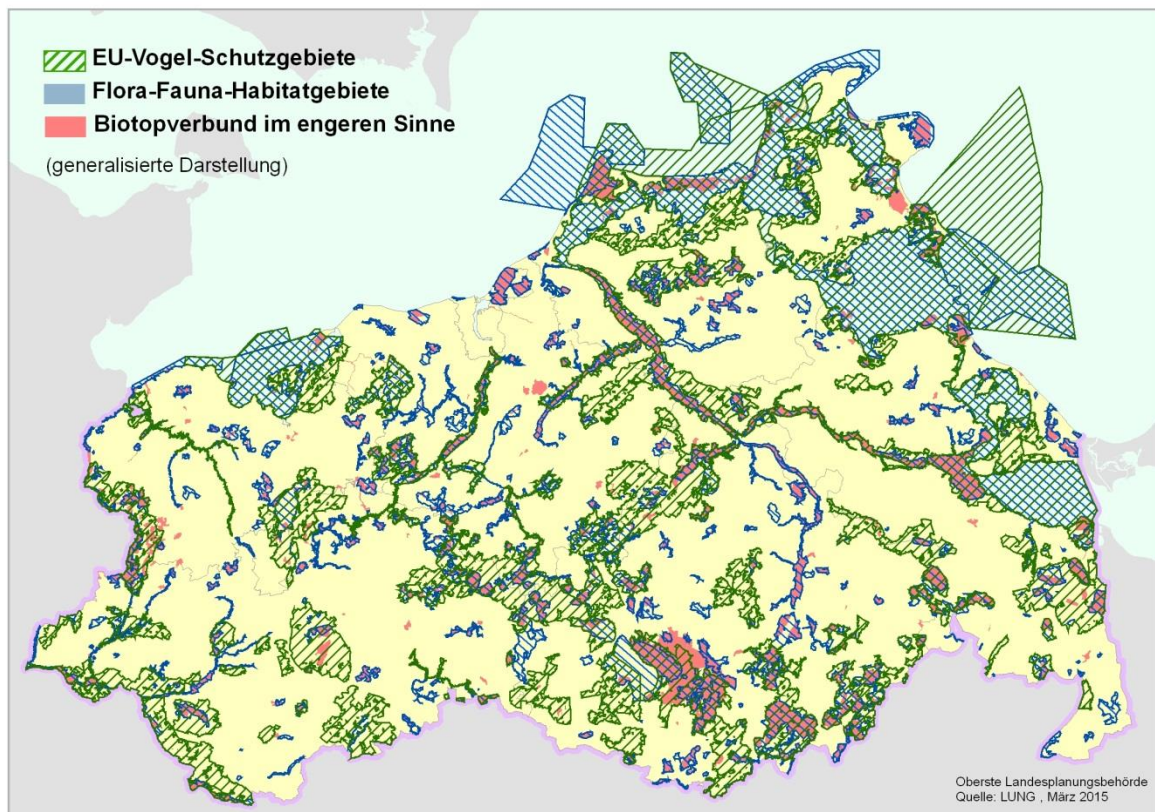 EU-Vogel-Schutzgebiete
Flora-Fauna-Habitatgebiete
Biotopverbund im engeren Sinne
(generalisierte Darstellung)
Oberste Landesplanungsbehörde
Quelle: LUNG , März 2015